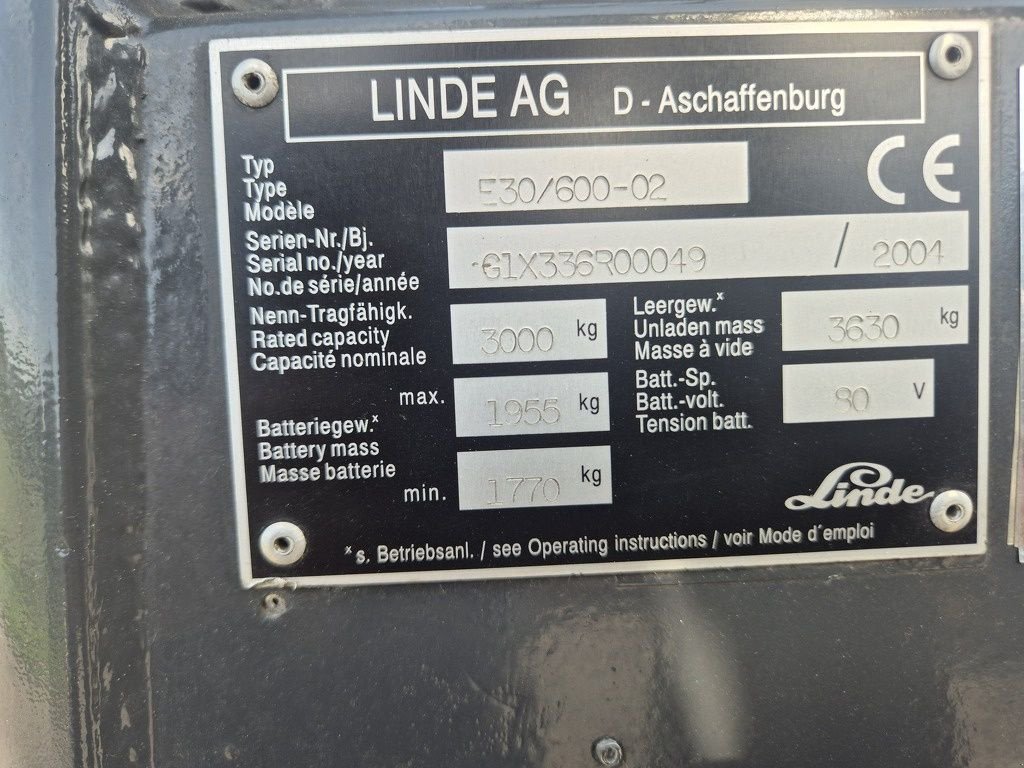 LINDE AG D - Aschaffenburg
Typ
Type
Modèle
E30/600-02
CE
Serien-Nr./Bj.
Serial no./year
No.de série/année
G1X336R00049 / 2004
Nenn-Tragfähigk.
Rated capacity
Capacité nominale
3000 kg
Leergew.x
Unladen mass
Masse à vide
3630 kg
Batteriegew.x
Battery mass
Masse batterie
max. 1955 kg
min. 1770 kg
Batt.-Sp.
Batt.-volt.
Tension batt.
80 V
Linde
x s. Betriebsanl. / see Operating instructions / voir Mode d´emploi